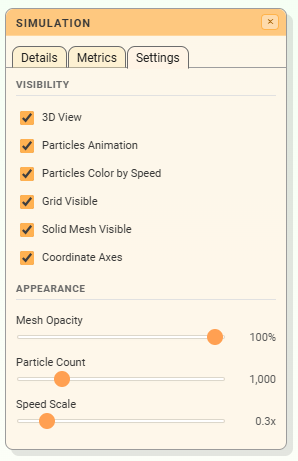 SIMULATION ×
Details Metrics Settings
VISIBILITY
3D View
Particles Animation
Particles Color by Speed
Grid Visible
Solid Mesh Visible
Coordinate Axes
APPEARANCE
Mesh Opacity
100%
Particle Count
1,000
Speed Scale
0.3x